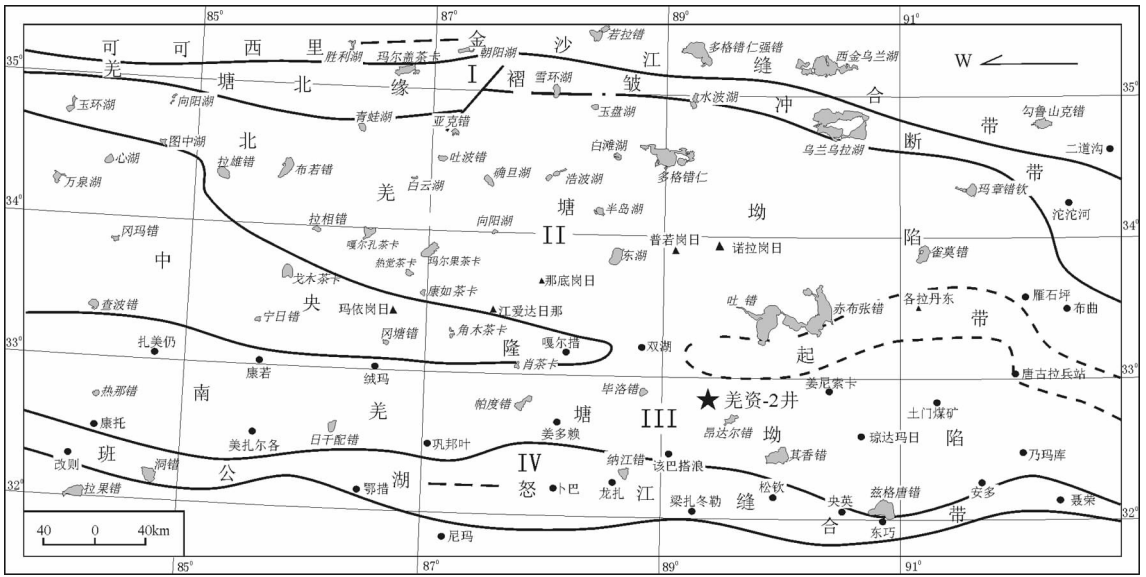 85° 87° 89° 91°
可可西里 金沙江缝合带
若拉错
多格错仁强错
西金乌兰湖
胜利湖
玛尔盖茶卡
朝阳湖
W
35°
羌塘北缘褶皱冲断带
I
雪环湖
水波湖
35°
玉环湖
向阳湖
青蛙湖
亚克错
玉盘湖
勾鲁山克错
二道沟
图中湖
北羌塘坳陷带
乌兰乌拉湖
心湖
拉雄错
布若错
吐波错
白滩湖
万泉湖
白云湖
确旦湖
浩波湖
多格错仁
玛章错钦
沱沱河
34°
半岛湖
34°
冈玛错
拉相错
嘎尔孔茶卡
向阳湖
II
普若岗日
诺拉岗日
中央隆起带
热觉茶卡
玛尔果茶卡
东湖
雀莫错
戈木茶卡
那底岗日
康如茶卡
查波错
玛依岗日
江爱达日那
吐错
赤布张错
各拉丹东
雁石坪
布曲
宁日错
冈塘错
角木茶卡
33°
扎美仍
康若
绒玛
肖茶卡
嘎尔措
双湖
33°
唐古拉兵站
热那错
南羌塘坳陷带
帕度错
毕洛错
羌资-2井
姜尼索卡
土门煤矿
康托
美扎尔各
日干配错
姜多赖
III
昂达尔错
琼达玛日
改则
班公湖 怒江缝合带
巩邦叶
IV
该巴搭浪
其香错
乃玛库
洞错
纳江错
拉果错
鄂措
卜巴
龙扎
梁扎冬勒
松钦
央英
兹格唐错
安多
聂荣
32°
东巧
32°
尼玛
40 0 40km
85° 87° 89° 91°